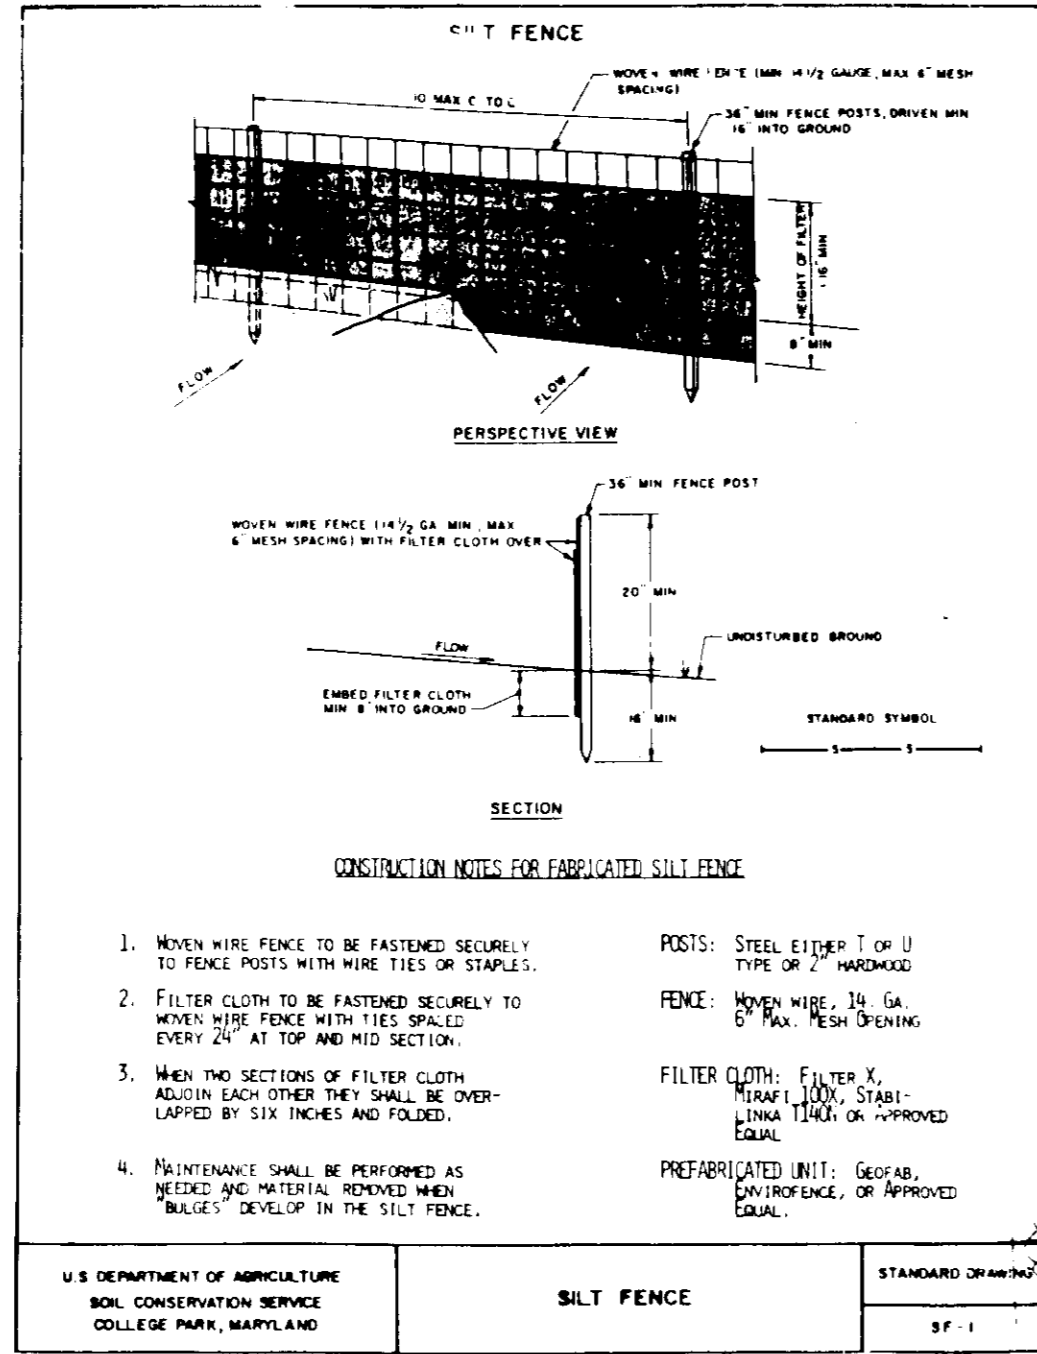 SILT FENCE
WOVEN WIRE FENCE (MIN 14 1/2 GAUGE, MAX 6" MESH
SPACING)
10 MAX C TO C
36" MIN FENCE POSTS, DRIVEN MIN
16" INTO GROUND
HEIGHT OF FILTER
16" MIN
8" MIN
FLOW
FLOW
PERSPECTIVE VIEW
36" MIN FENCE POST
WOVEN WIRE FENCE (14 1/2 GA MIN, MAX
6" MESH SPACING) WITH FILTER CLOTH OVER
20" MIN
UNDISTURBED GROUND
FLOW
EMBED FILTER CLOTH
MIN 8" INTO GROUND
16" MIN
STANDARD SYMBOL
S S
SECTION
CONSTRUCTION NOTES FOR FABRICATED SILT FENCE
1. WOVEN WIRE FENCE TO BE FASTENED SECURELY
TO FENCE POSTS WITH WIRE TIES OR STAPLES.
2. FILTER CLOTH TO BE FASTENED SECURELY TO
WOVEN WIRE FENCE WITH TIES SPACED
EVERY 24" AT TOP AND MID SECTION.
3. WHEN TWO SECTIONS OF FILTER CLOTH
ADJOIN EACH OTHER THEY SHALL BE OVER-
LAPPED BY SIX INCHES AND FOLDED.
4. MAINTENANCE SHALL BE PERFORMED AS
NEEDED AND MATERIAL REMOVED WHEN
"BULGES" DEVELOP IN THE SILT FENCE.
POSTS: STEEL EITHER T OR U
TYPE OR 2" HARDWOOD
FENCE: WOVEN WIRE, 14. GA.
6" MAX. MESH OPENING
FILTER CLOTH: FILTER X,
MIRAFI 100X, STABI-
LINKA T140N OR APPROVED
EQUAL
PREFABRICATED UNIT: GEOFAB,
ENVIROFENCE, OR APPROVED
EQUAL.
U.S DEPARTMENT OF AGRICULTURE
SOIL CONSERVATION SERVICE
COLLEGE PARK, MARYLAND
SILT FENCE
STANDARD DRAWING
SF-1